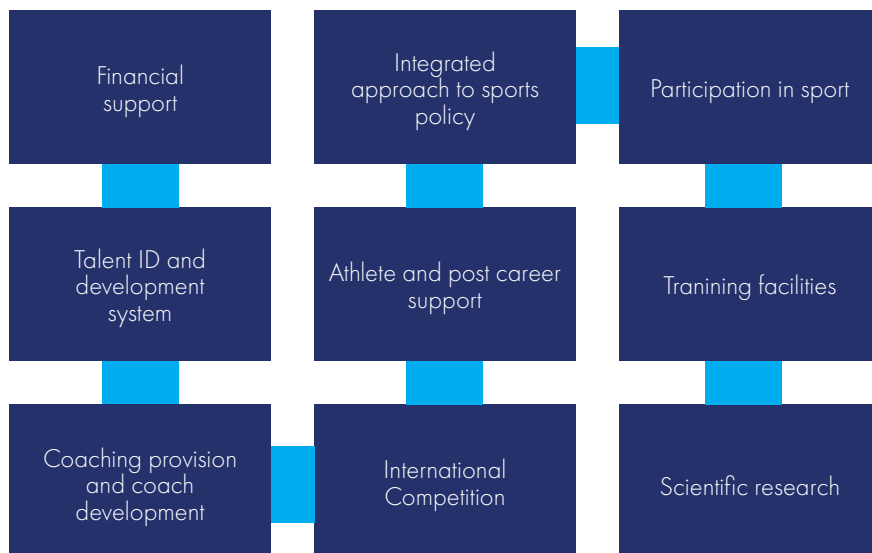 Financial
support
Integrated
approach to sports
policy
Participation in sport
Talent ID and
development
system
Athlete and post career
support
Tranining facilities
Coaching provision
and coach
development
International
Competition
Scientific research